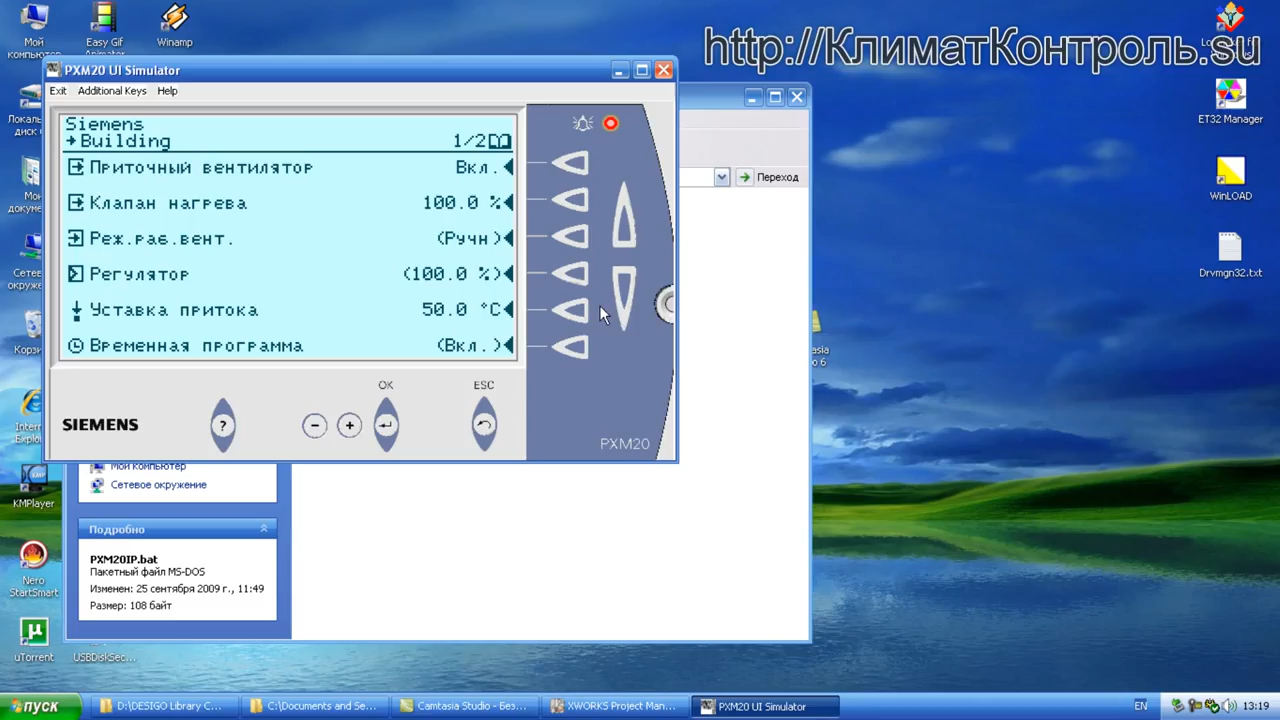 http://КлиматКонтроль.su
Мой
компьютер
Easy Gif
Animator
Winamp
ET32 Manager
WinLOAD
Drvmgn32.txt
PXM20 UI Simulator
Exit Additional Keys Help
Siemens
Building 1/2
Приточный вентилятор Вкл.
Клапан нагрева 100.0 %
Реж.раб.вент. (Ручн )
Регулятор (100.0 %)
Уставка притока 50.0 °C
Временная программа (Вкл.)
OK ESC
SIEMENS ? - +
PXM20
Переход
Мой компьютер
Сетевое окружение
Подробно
PXM20IP.bat
Пакетный файл MS-DOS
Изменен: 25 сентября 2009 г., 11:49
Размер: 108 байт
KMPlayer
Nero
StartSmart
uTorrent
USBDiskSec...
пуск
D:\DESIGO Library C...
C:\Documents and Se...
Camtasia Studio - Без...
XWORKS Project Man...
PXM20 UI Simulator
EN
13:19